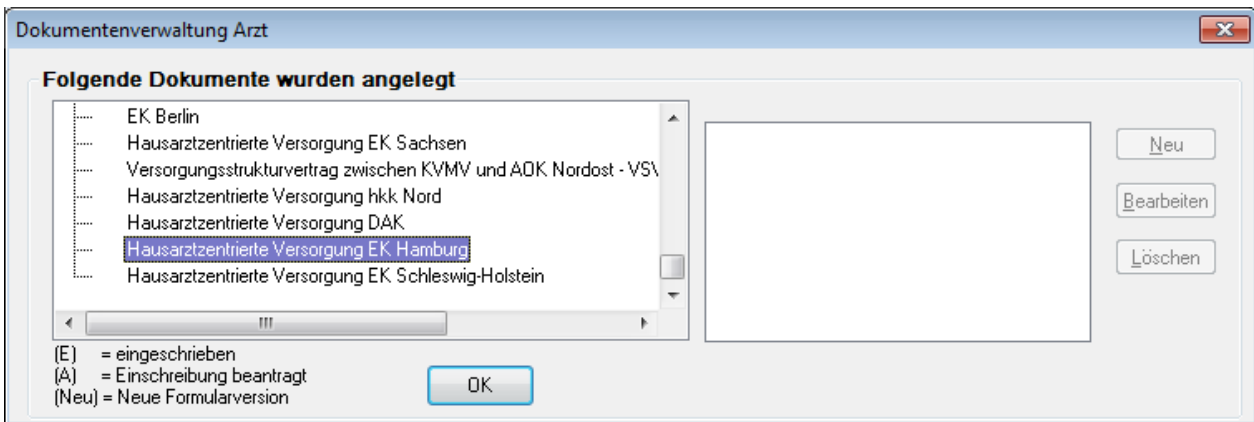 Dokumentenverwaltung Arzt
Folgende Dokumente wurden angelegt
EK Berlin
Hausarztzentrierte Versorgung EK Sachsen
Versorgungsstrukturvertrag zwischen KVMV und AOK Nordost - VSV
Hausarztzentrierte Versorgung hkk Nord
Hausarztzentrierte Versorgung DAK
Hausarztzentrierte Versorgung EK Hamburg
Hausarztzentrierte Versorgung EK Schleswig-Holstein
Neu
Bearbeiten
Löschen
(E) = eingeschrieben
(A) = Einschreibung beantragt
(Neu) = Neue Formularversion
OK